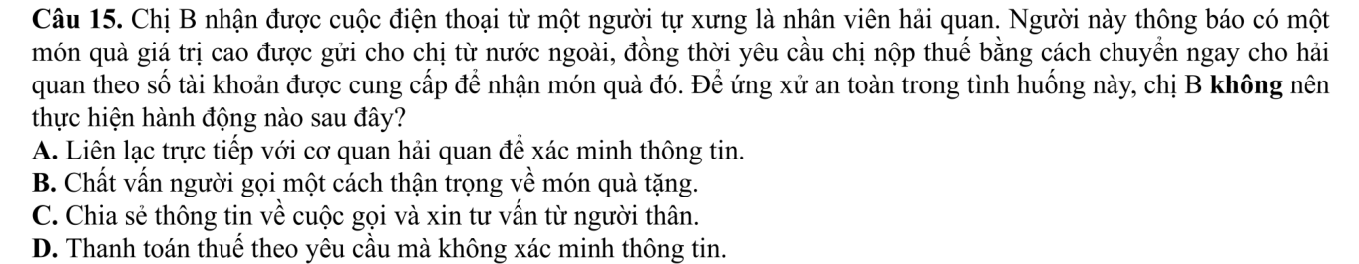 Câu 15. Chị B nhận được cuộc điện thoại từ một người tự xưng là nhân viên hải quan. Người này thông báo có một
món quà giá trị cao được gửi cho chị từ nước ngoài, đồng thời yêu cầu chị nộp thuế bằng cách chuyển ngay cho hải
quan theo số tài khoản được cung cấp để nhận món quà đó. Để ứng xử an toàn trong tình huống này, chị B không nên
thực hiện hành động nào sau đây?
A. Liên lạc trực tiếp với cơ quan hải quan để xác minh thông tin.
B. Chất vấn người gọi một cách thận trọng về món quà tặng.
C. Chia sẻ thông tin về cuộc gọi và xin tư vấn từ người thân.
D. Thanh toán thuế theo yêu cầu mà không xác minh thông tin.